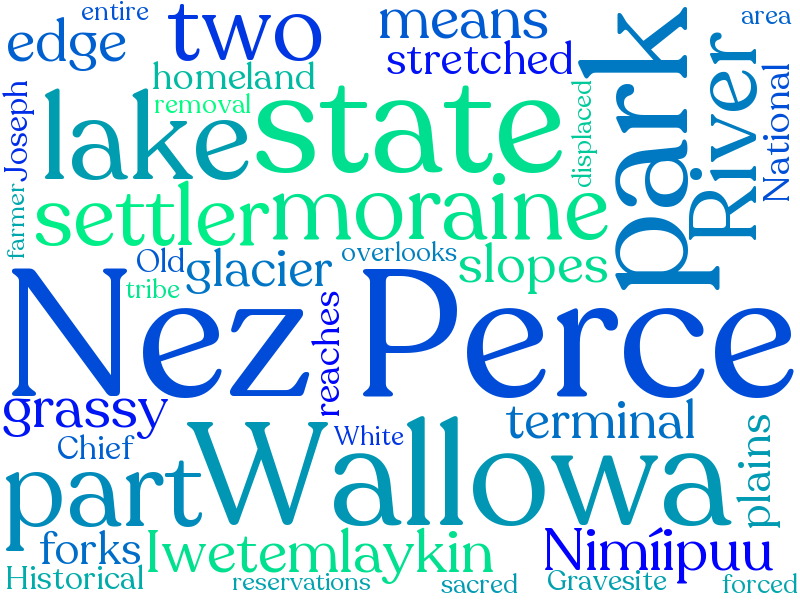 entire
edge
two
means
area
stretched
homeland
removal
Joseph
lake
state
displaced
park
River
National
farmer
settler
moraine
Old
glacier
overlooks
slopes
tribe
Nez Perce
reaches
grassy
Chief
Wallowa
White
terminal
plains
part
forks
Iwetemlaykin
Nimíipuu
Historical
reservations
sacred
Gravesite
forced